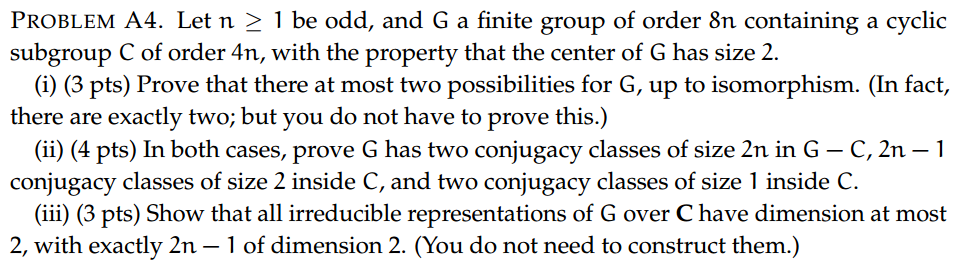 PROBLEM A4. Let n ≥ 1 be odd, and G a finite group of order 8n containing a cyclic
subgroup C of order 4n, with the property that the center of G has size 2.
(i) (3 pts) Prove that there at most two possibilities for G, up to isomorphism. (In fact,
there are exactly two; but you do not have to prove this.)
(ii) (4 pts) In both cases, prove G has two conjugacy classes of size 2n in G − C, 2n − 1
conjugacy classes of size 2 inside C, and two conjugacy classes of size 1 inside C.
(iii) (3 pts) Show that all irreducible representations of G over C have dimension at most
2, with exactly 2n − 1 of dimension 2. (You do not need to construct them.)